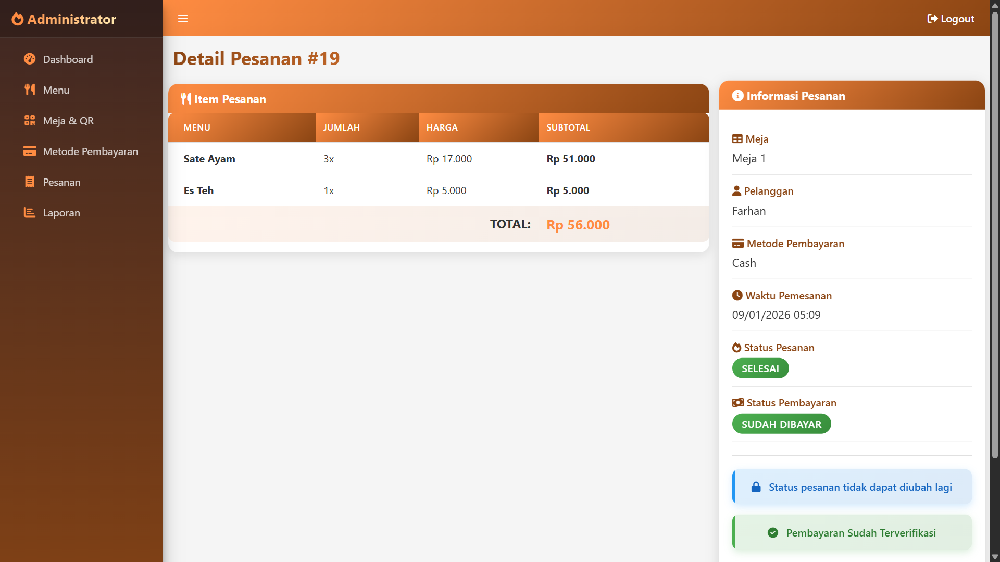 Administrator
Logout
Dashboard
Menu
Meja & QR
Metode Pembayaran
Pesanan
Laporan
Detail Pesanan #19
Item Pesanan
MENU JUMLAH HARGA SUBTOTAL
Sate Ayam 3x Rp 17.000 Rp 51.000
Es Teh 1x Rp 5.000 Rp 5.000
TOTAL: Rp 56.000
Informasi Pesanan
Meja
Meja 1
Pelanggan
Farhan
Metode Pembayaran
Cash
Waktu Pemesanan
09/01/2026 05:09
Status Pesanan
SELESAI
Status Pembayaran
SUDAH DIBAYAR
Status pesanan tidak dapat diubah lagi
Pembayaran Sudah Terverifikasi